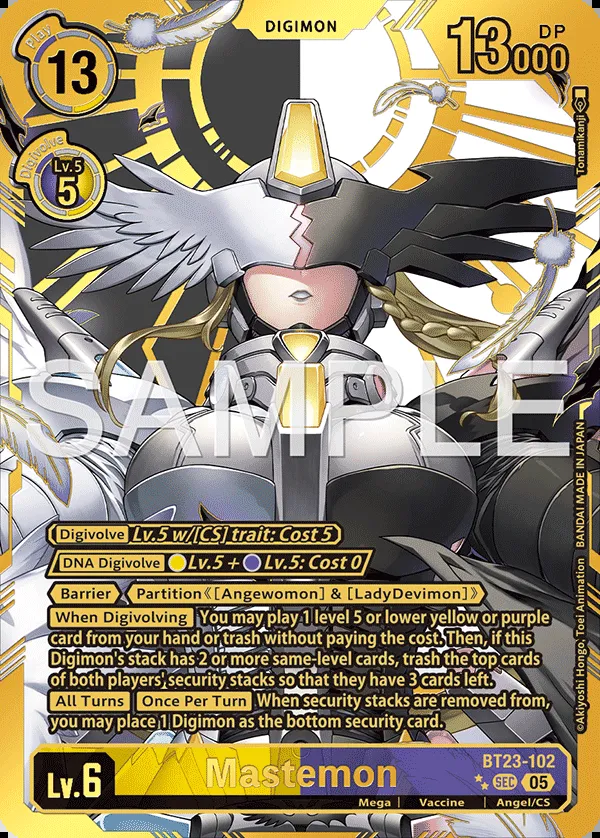 DIGIMON
Play
13
13000
DP
Digivolve
Lv.5
5
Tonamikanji
SAMPLE
Digivolve Lv.5 w/[CS] trait: Cost 5
DNA Digivolve Lv.5 + Lv.5: Cost 0
Barrier Partition《[Angewomon] & [LadyDevimon]》
When Digivolving You may play 1 level 5 or lower yellow or purple
card from your hand or trash without paying the cost. Then, if this
Digimon's stack has 2 or more same-level cards, trash the top cards
of both players' security stacks so that they have 3 cards left.
All Turns Once Per Turn When security stacks are removed from,
you may place 1 Digimon as the bottom security card.
©Akiyoshi Hongo, Toei Animation BANDAI MADE IN JAPAN
Lv.6
Mastemon
BT23-102
SEC 05
Mega | Vaccine | Angel/CS